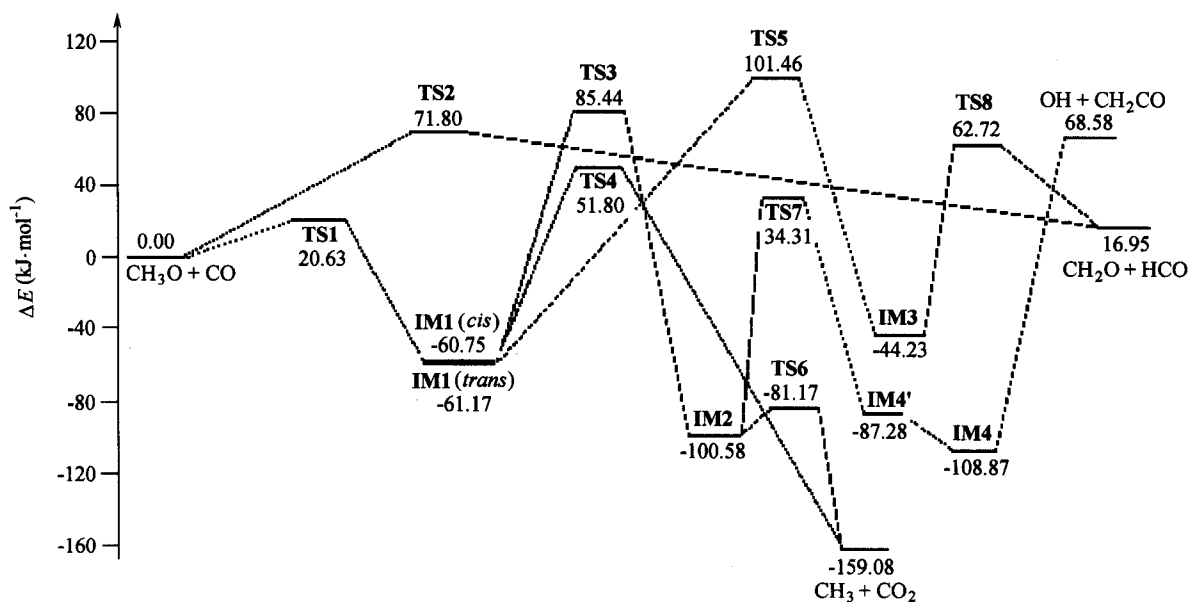 120
80
40
0
-40
-80
-120
-160
ΔE (kJ·mol⁻¹)
0.00
CH₃O + CO
TS1
20.63
TS2
71.80
IM1 (cis)
-60.75
IM1 (trans)
-61.17
TS3
85.44
TS4
51.80
TS5
101.46
IM2
-100.58
TS6
-81.17
TS7
34.31
-159.08
CH₃ + CO₂
IM3
-44.23
IM4'
-87.28
IM4
-108.87
TS8
62.72
OH + CH₂CO
68.58
16.95
CH₂O + HCO